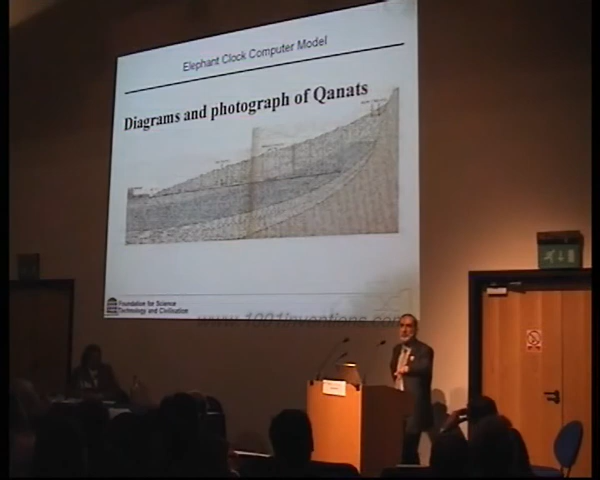 Elephant Clock Computer Model
Diagrams and photograph of Qanats
Foundation for Science
Technology and Civilisation
www.1001inventions.com